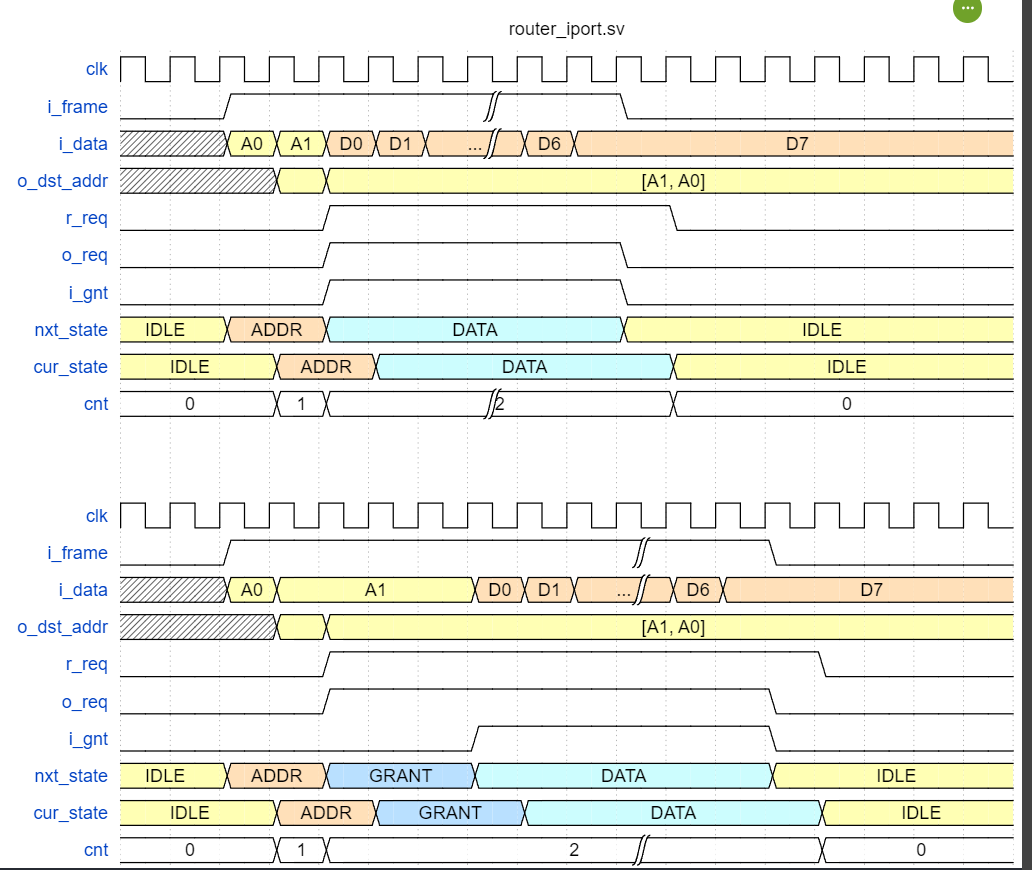 router_iport.sv
clk
i_frame
i_data A0 A1 D0 D1 ... D6 D7
o_dst_addr [A1, A0]
r_req
o_req
i_gnt
nxt_state IDLE ADDR DATA IDLE
cur_state IDLE ADDR DATA IDLE
cnt 0 1 2 0
clk
i_frame
i_data A0 A1 D0 D1 ... D6 D7
o_dst_addr [A1, A0]
r_req
o_req
i_gnt
nxt_state IDLE ADDR GRANT DATA IDLE
cur_state IDLE ADDR GRANT DATA IDLE
cnt 0 1 2 0